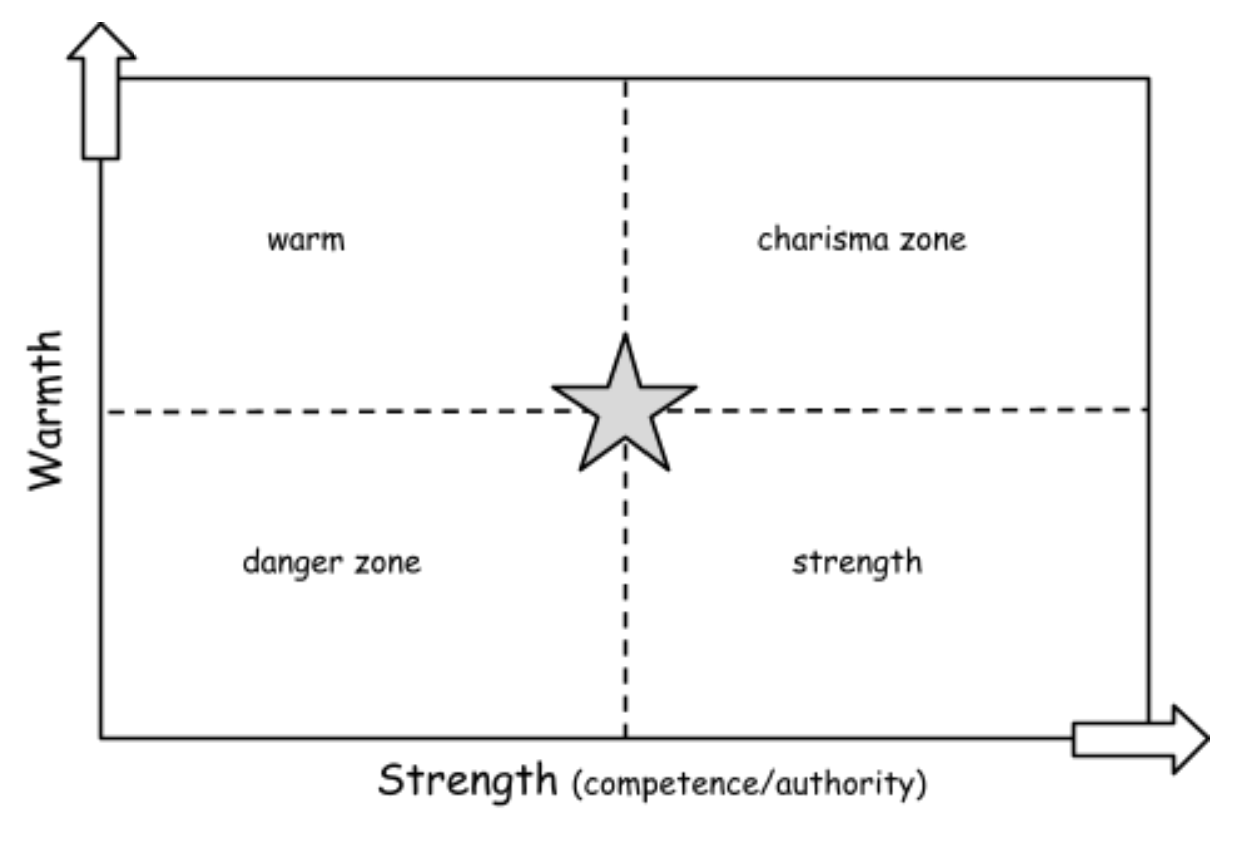 warm
charisma zone
Warmth
danger zone
strength
Strength (competence/authority)